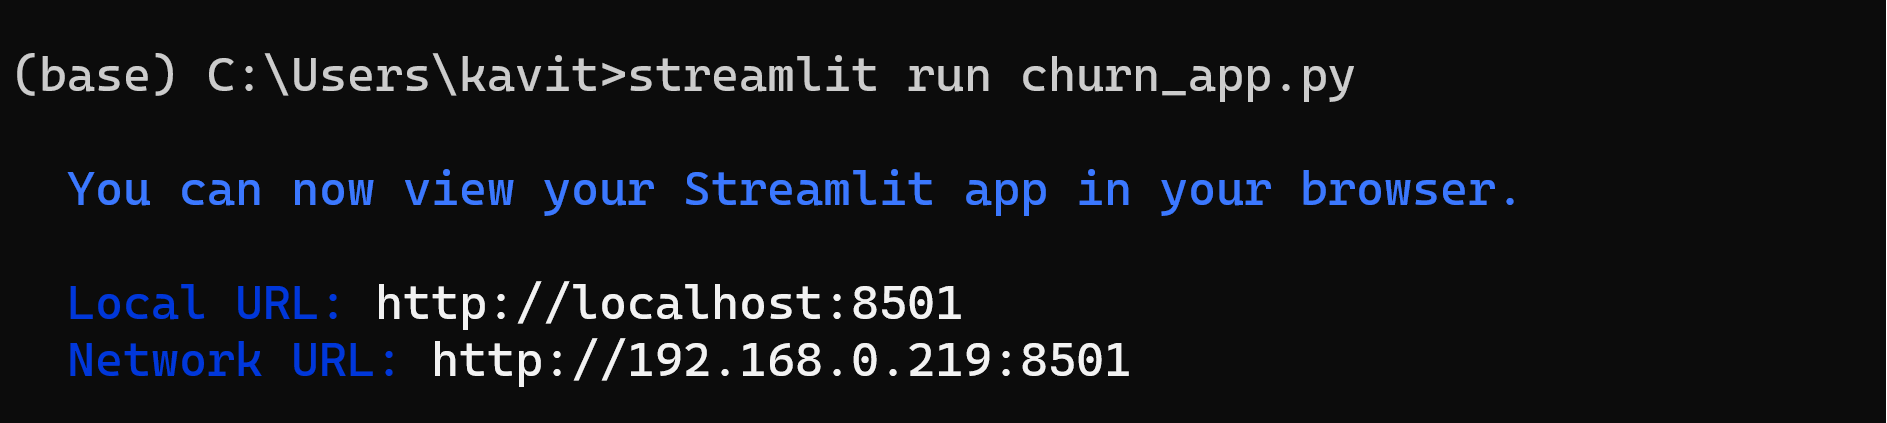 (base) C:\Users\kavit>streamlit run churn_app.py
You can now view your Streamlit app in your browser.
Local URL: http://localhost:8501
Network URL: http://192.168.0.219:8501